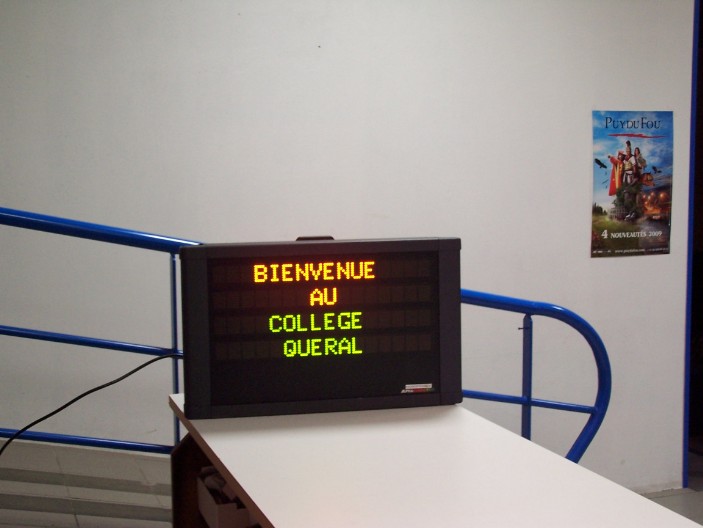 BIENVENUE
AU
COLLEGE
QUERAL
PUY DU FOU
4 NOUVEAUTÉS 2009